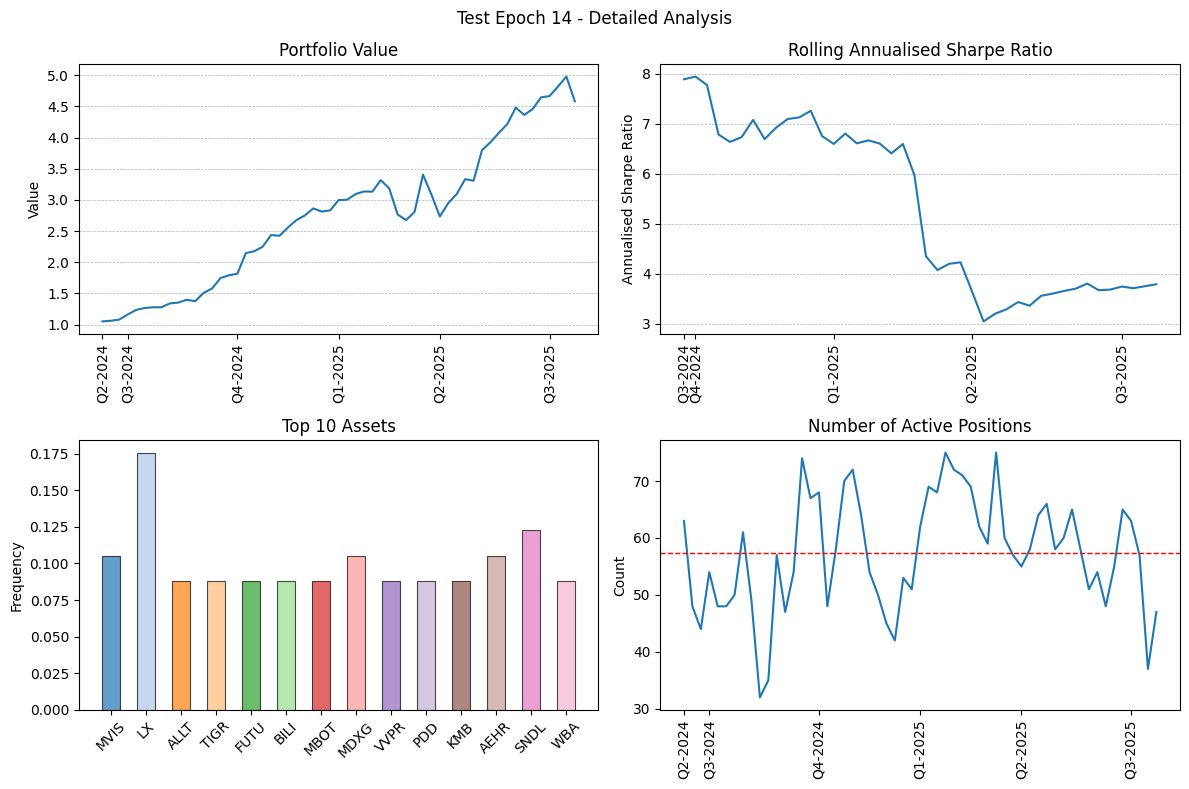 Test Epoch 14 - Detailed Analysis
Portfolio Value
Value
5.0
4.5
4.0
3.5
3.0
2.5
2.0
1.5
1.0
Q2-2024
Q3-2024
Q4-2024
Q1-2025
Q2-2025
Q3-2025
Rolling Annualised Sharpe Ratio
Annualised Sharpe Ratio
8
7
6
5
4
3
Q3-2024
Q4-2024
Q1-2025
Q2-2025
Q3-2025
Top 10 Assets
Frequency
0.175
0.150
0.125
0.100
0.075
0.050
0.025
0.000
MVIS
LX
ALLT
TIGR
FUTU
BILI
MBOT
MDXG
VVPR
PDD
KMB
AEHR
SNDL
WBA
Number of Active Positions
Count
70
60
50
40
30
Q2-2024
Q3-2024
Q4-2024
Q1-2025
Q2-2025
Q3-2025